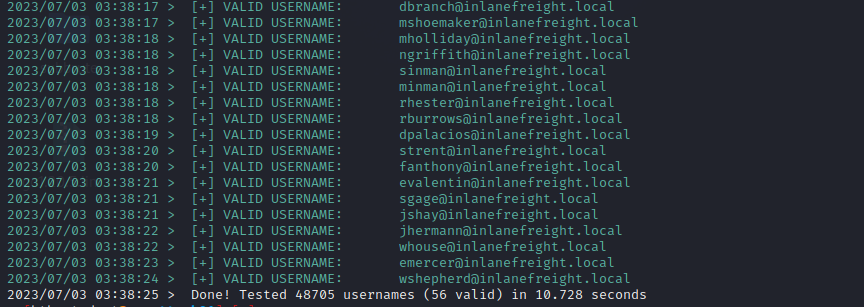 2023/07/03 03:38:17 >  [+] VALID USERNAME:       dbranch@inlanefreight.local
2023/07/03 03:38:17 >  [+] VALID USERNAME:       mshoemaker@inlanefreight.local
2023/07/03 03:38:18 >  [+] VALID USERNAME:       mholliday@inlanefreight.local
2023/07/03 03:38:18 >  [+] VALID USERNAME:       ngriffith@inlanefreight.local
2023/07/03 03:38:18 >  [+] VALID USERNAME:       sinman@inlanefreight.local
2023/07/03 03:38:18 >  [+] VALID USERNAME:       minman@inlanefreight.local
2023/07/03 03:38:18 >  [+] VALID USERNAME:       rhester@inlanefreight.local
2023/07/03 03:38:18 >  [+] VALID USERNAME:       rburrows@inlanefreight.local
2023/07/03 03:38:19 >  [+] VALID USERNAME:       dpalacios@inlanefreight.local
2023/07/03 03:38:20 >  [+] VALID USERNAME:       strent@inlanefreight.local
2023/07/03 03:38:20 >  [+] VALID USERNAME:       fanthony@inlanefreight.local
2023/07/03 03:38:21 >  [+] VALID USERNAME:       evalentin@inlanefreight.local
2023/07/03 03:38:21 >  [+] VALID USERNAME:       sgage@inlanefreight.local
2023/07/03 03:38:21 >  [+] VALID USERNAME:       jshay@inlanefreight.local
2023/07/03 03:38:22 >  [+] VALID USERNAME:       jhermann@inlanefreight.local
2023/07/03 03:38:22 >  [+] VALID USERNAME:       whouse@inlanefreight.local
2023/07/03 03:38:23 >  [+] VALID USERNAME:       emercer@inlanefreight.local
2023/07/03 03:38:24 >  [+] VALID USERNAME:       wshepherd@inlanefreight.local
2023/07/03 03:38:25 >  Done! Tested 48705 usernames (56 valid) in 10.728 seconds